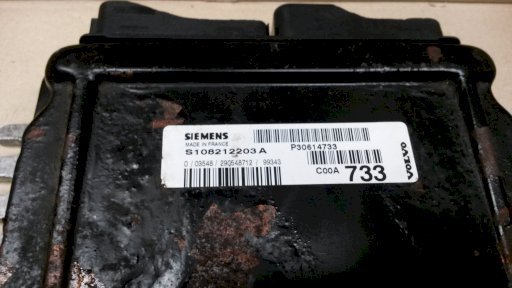 SIEMENS
MADE IN FRANCE
S108212203 A
0 / 03548 / 290548712 / 99343
P30614733
C00A 733
VOLVO